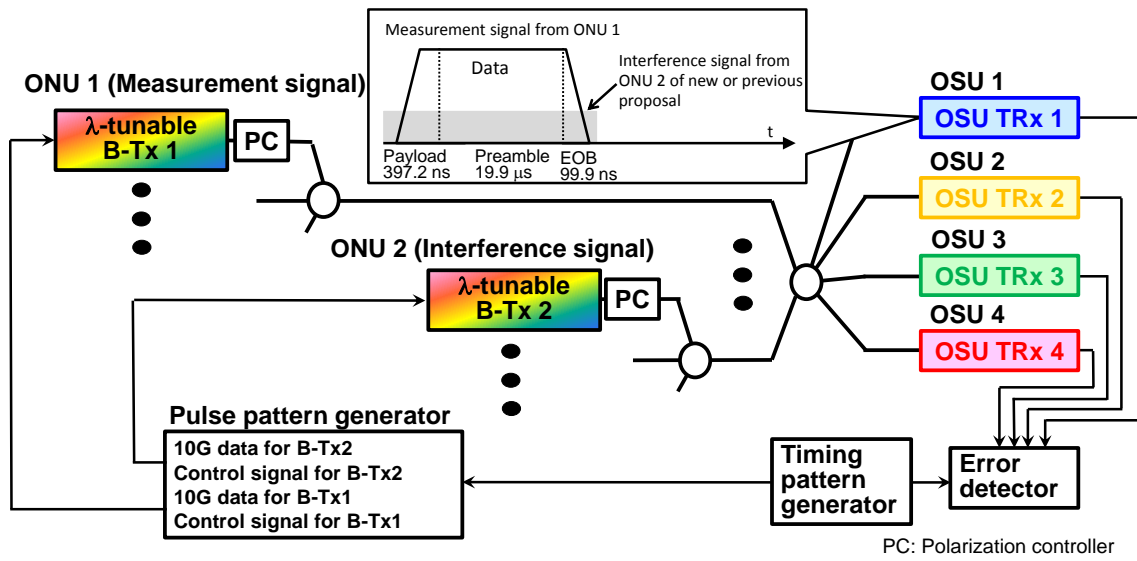 Measurement signal from ONU 1
Data
Interference signal from
ONU 2 of new or previous
proposal
t
Payload
397.2 ns
Preamble
19.9 μs
EOB
99.9 ns
ONU 1 (Measurement signal)
λ-tunable
B-Tx 1
PC
OSU 1
OSU TRx 1
OSU 2
OSU TRx 2
OSU 3
OSU TRx 3
OSU 4
OSU TRx 4
ONU 2 (Interference signal)
λ-tunable
B-Tx 2
PC
Pulse pattern generator
10G data for B-Tx2
Control signal for B-Tx2
10G data for B-Tx1
Control signal for B-Tx1
Timing
pattern
generator
Error
detector
PC: Polarization controller